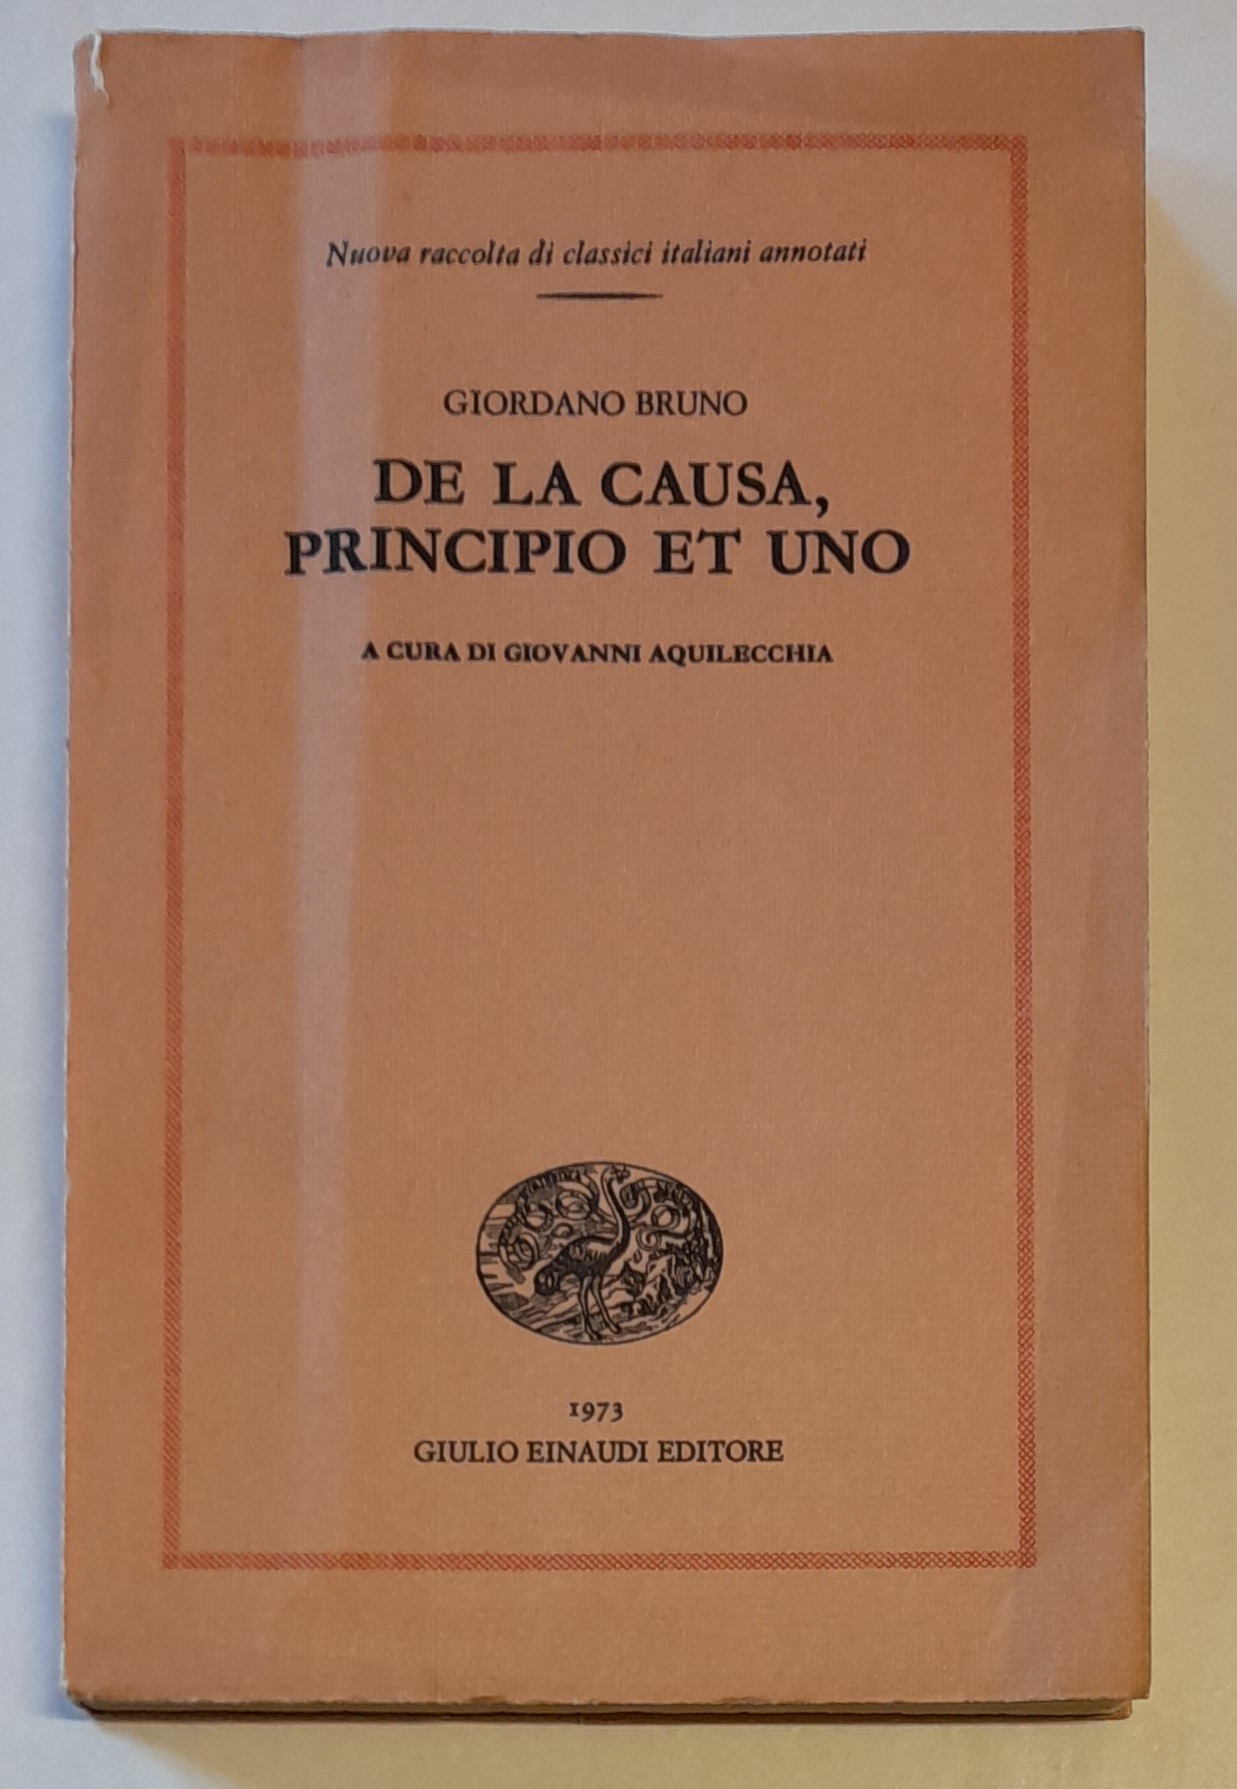 Nuova raccolta di classici italiani annotati
GIORDANO BRUNO
DE LA CAUSA,
PRINCIPIO ET UNO
A CURA DI GIOVANNI AQUILECCHIA
1973
GIULIO EINAUDI EDITORE